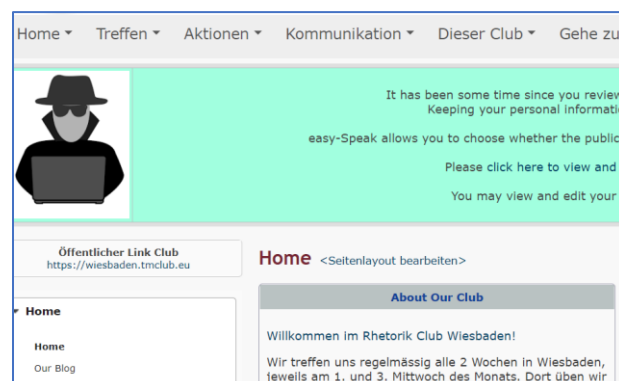 Home Treffen Aktionen Kommunikation Dieser Club Gehe zu
It has been some time since you review
Keeping your personal informati
easy-Speak allows you to choose whether the public
Please click here to view and
You may view and edit your
Öffentlicher Link Club
https://wiesbaden.tmclub.eu
Home <Seitenlayout bearbeiten>
Home
Home
Our Blog
About Our Club
Willkommen im Rhetorik Club Wiesbaden!
Wir treffen uns regelmässig alle 2 Wochen in Wiesbaden,
jeweils am 1. und 3. Mittwoch des Monats. Dort üben wir